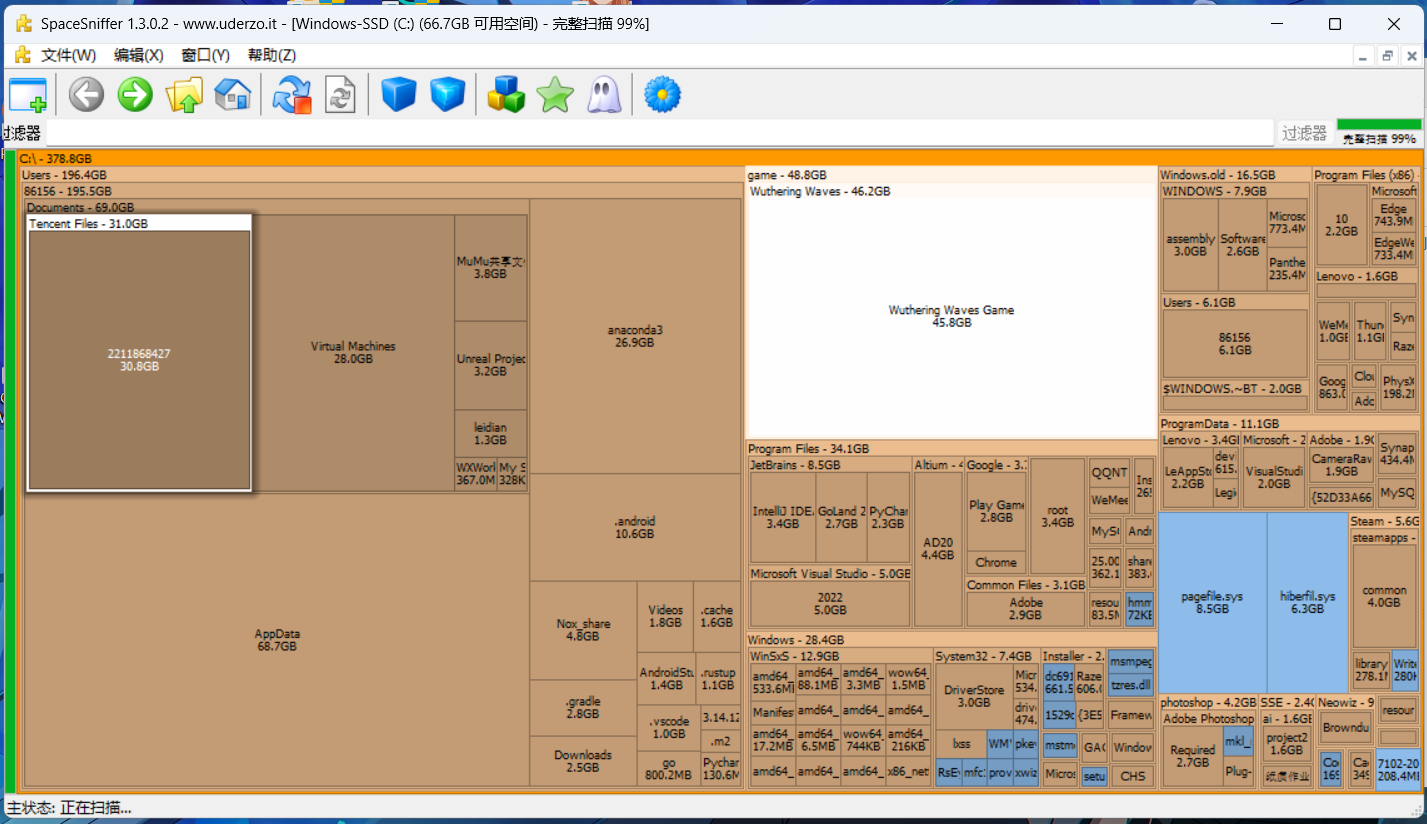 SpaceSniffer 1.3.0.2 - www.uderzo.it - [Windows-SSD (C:) (66.7GB 可用空间) - 完整扫描 99%]
文件(W) 编辑(X) 窗口(Y) 帮助(Z)
过滤器
过滤器
完整扫描 99%
C:\ - 378.8GB
Users - 196.4GB
86156 - 195.5GB
Documents - 69.0GB
Tencent Files - 31.0GB
2211868427
30.8GB
Virtual Machines
28.0GB
MuMu共享文
3.8GB
Unreal Projec
3.2GB
leidian
1.3GB
WXWork
367.0M
My S
328K
anaconda3
26.9GB
.android
10.6GB
AppData
68.7GB
Nox_share
4.8GB
.gradle
2.8GB
Downloads
2.5GB
Videos
1.8GB
.cache
1.6GB
AndroidStu
1.4GB
.rustup
1.1GB
.vscode
1.0GB
3.14.12
.m2
go
800.2MB
Pychar
130.6M
game - 48.8GB
Wuthering Waves - 46.2GB
Wuthering Waves Game
45.8GB
Program Files - 34.1GB
JetBrains - 8.5GB
IntelliJ IDE
3.4GB
GoLand 2
2.7GB
PyChar
2.3GB
Microsoft Visual Studio - 5.0GB
2022
5.0GB
Altium - 4
AD20
4.4GB
Google - 3.
Play Game
2.8GB
Chrome
Common Files - 3.1GB
Adobe
2.9GB
root
3.4GB
QQNT
WeMee
Ins
265
MyS
Andr
25.00
362.1
share
383.
resou
83.5M
hmm
72KB
Windows - 28.4GB
WinSxS - 12.9GB
amd64_
533.6M
amd64_
88.1MB
amd64_
3.3MB
wow64_
1.5MB
Manifes
amd64_
amd64_
amd64_
amd64_
17.2MB
amd64_
6.5MB
wow64_
744KB
amd64_
216KB
amd64_
amd64_
amd64_
x86_net
System32 - 7.4GB
DriverStore
3.0GB
Micr
534.
drive
474.
lxss
WM
pke
RsE
mfc
prov
xwiz
Installer - 2.
dc691
661.5
Raze
606.
1529c
{3E5
mstm
GAC
Micros
setu
msmpeg
tzres.dll
Framew
Window
CHS
Windows.old - 16.5GB
WINDOWS - 7.9GB
assembly
3.0GB
Software
2.6GB
Microso
773.4M
Panthe
235.4M
Users - 6.1GB
86156
6.1GB
$WINDOWS.~BT - 2.0GB
Program Files (x86) -
10
2.2GB
Microsoft
Edge
743.9M
EdgeWe
733.4M
Lenovo - 1.6GB
WeMe
1.0GB
Thun
1.1G
Syn
Raze
Goog
863.
Clo
Adc
PhysX
198.2
ProgramData - 11.1GB
Lenovo - 3.4G
LeAppSto
2.2GB
dev
615.
Legi
Microsoft - 2
VisualStudi
2.0GB
Adobe - 1.9G
CameraRaw
1.9GB
{52D33A66
Synap
434.4M
MySQ
pagefile.sys
8.5GB
hiberfil.sys
6.3GB
Steam - 5.6G
steamapps -
common
4.0GB
library
278.1
Write
280K
photoshop - 4.2GB
Adobe Photoshop
Required
2.7GB
mkl_
Plug-
SSE - 2.4G
ai - 1.6GB
project2
1.6GB
纸质作业
Neowiz - 9
Browndu
Co
169
Ca
349
resour
7102-20
208.4MB
主状态: 正在扫描...